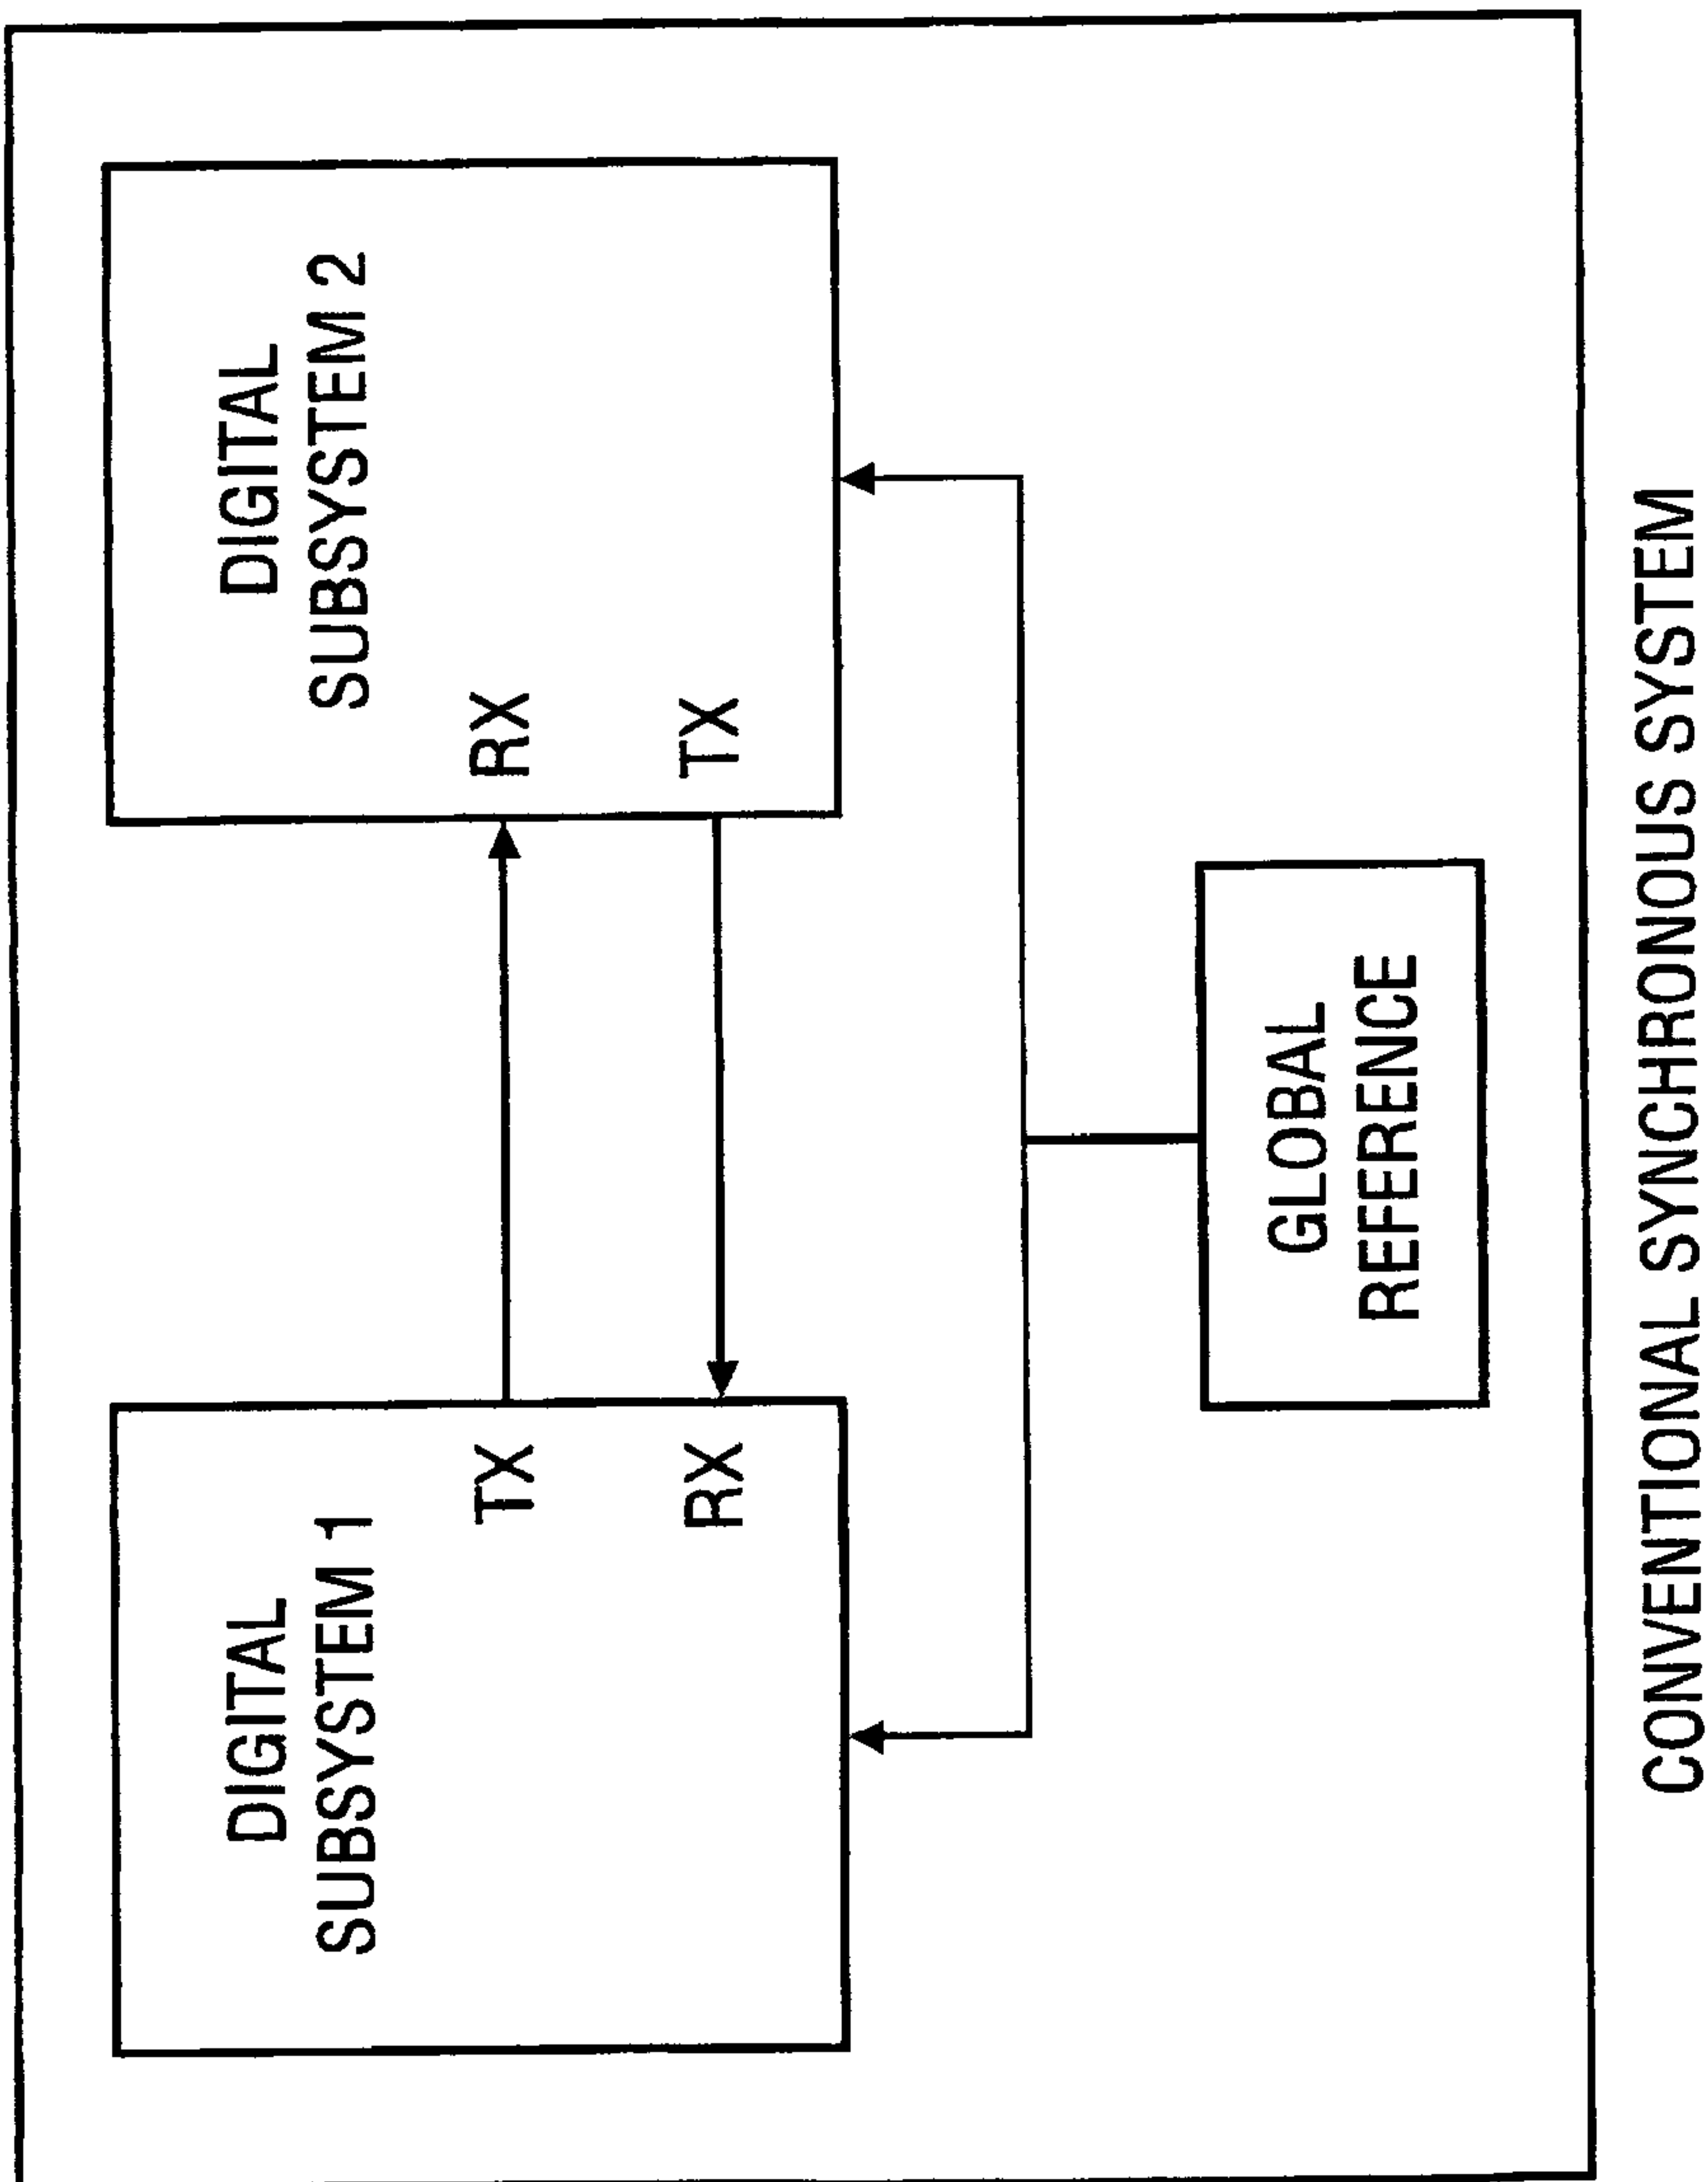 DIGITAL
SUBSYSTEM 1
TX
RX
DIGITAL
SUBSYSTEM 2
RX
TX
GLOBAL
REFERENCE
CONVENTIONAL SYNCHRONOUS SYSTEM